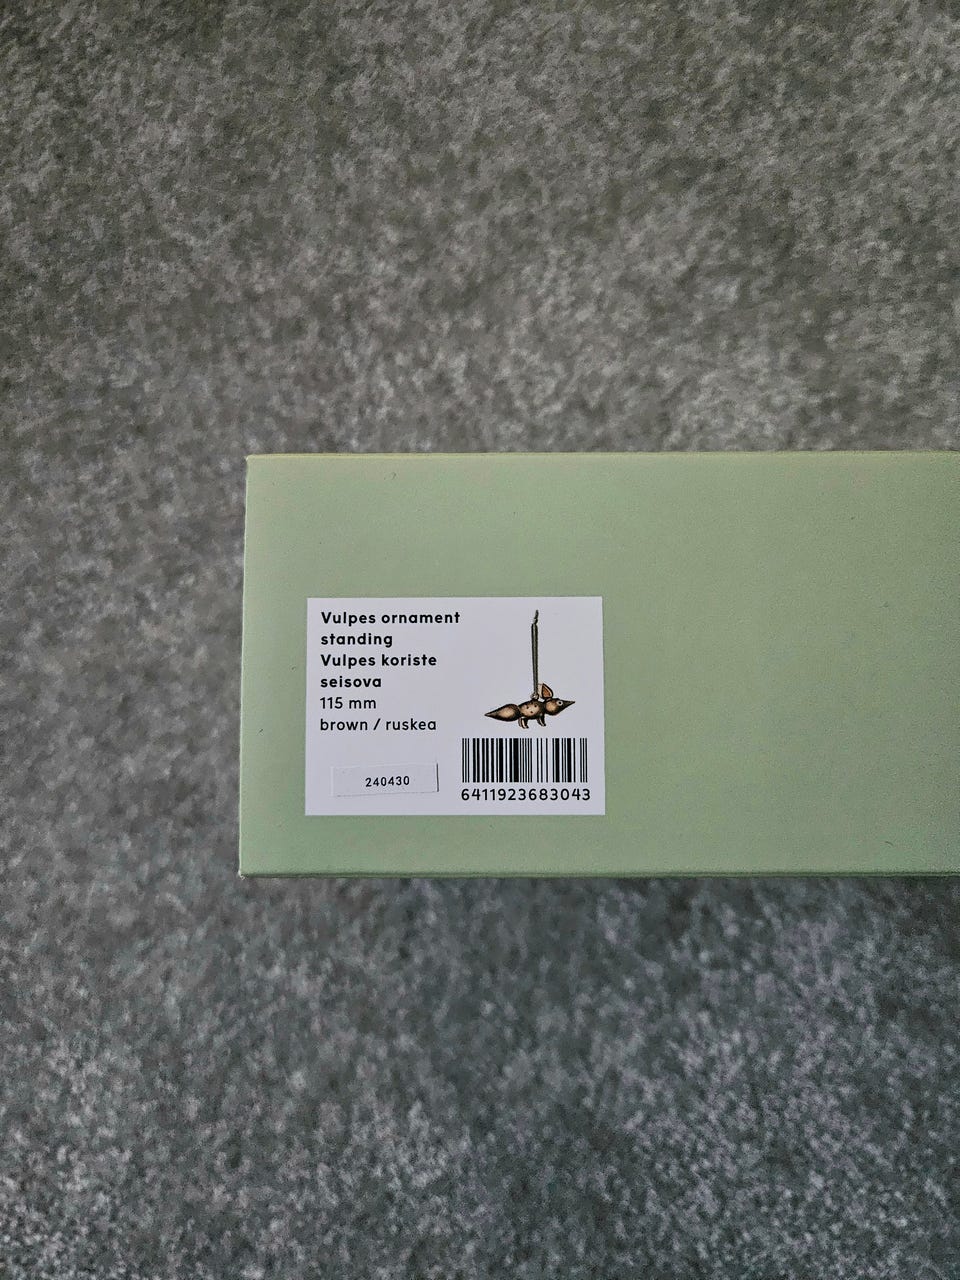 Vulpes ornament
standing
Vulpes koriste
seisova
115 mm
brown / ruskea
240430
6411923683043